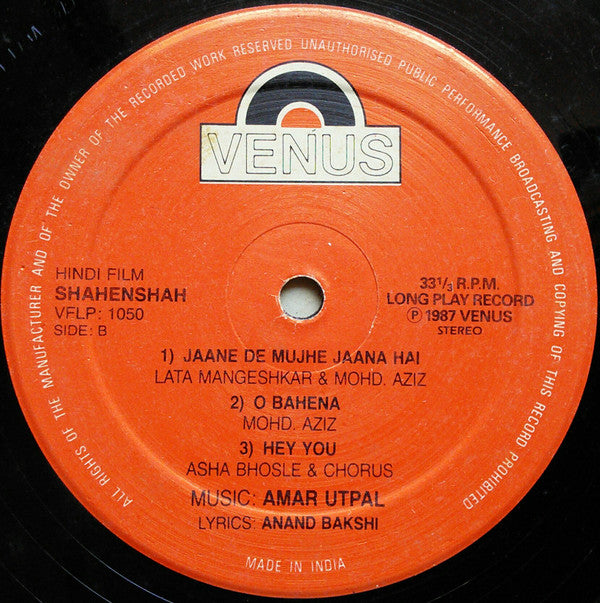 ALL RIGHTS OF THE MANUFACTURER AND OF THE OWNER OF THE RECORDED WORK RESERVED UNAUTHORISED PUBLIC PERFORMANCE BROADCASTING AND COPYING OF THIS RECORD PROHIBITED
VENUS
HINDI FILM
SHAHENSHAH
VFLP: 1050
SIDE: B
33 1/3 R.P.M.
LONG PLAY RECORD
℗ 1987 VENUS
STEREO
1) JAANE DE MUJHE JAANA HAI
LATA MANGESHKAR & MOHD. AZIZ
2) O BAHENA
MOHD. AZIZ
3) HEY YOU
ASHA BHOSLE & CHORUS
MUSIC: AMAR UTPAL
LYRICS: ANAND BAKSHI
MADE IN INDIA